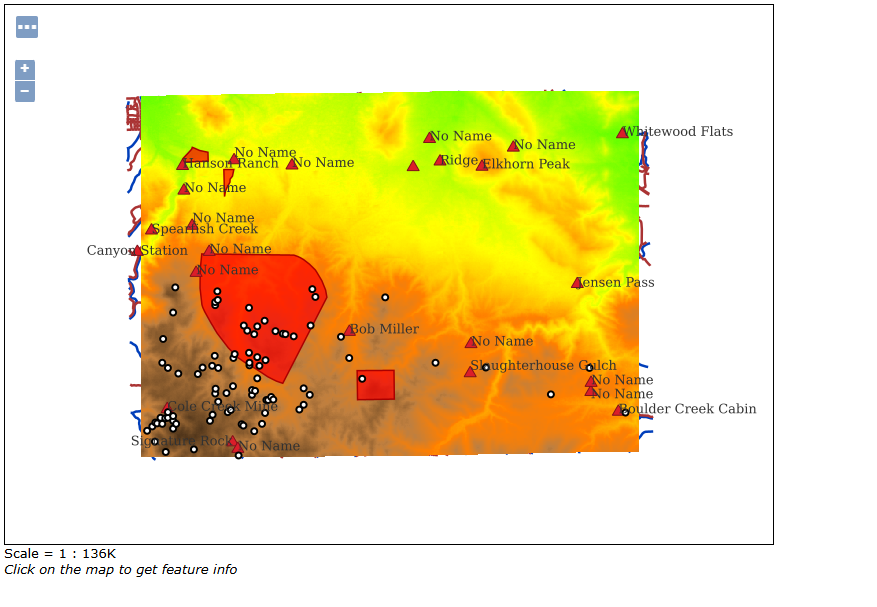 +
−
Whitewood Flats
No Name
No Name
No Name
Hanson Ranch
No Name
Ridge
Elkhorn Peak
No Name
No Name
Spearfish Creek
Canyon Station
No Name
No Name
Jensen Pass
Bob Miller
No Name
Slaughterhouse Gulch
No Name
No Name
Cole Creek Mine
Boulder Creek Cabin
Signature Rock
No Name
Scale = 1 : 136K
Click on the map to get feature info